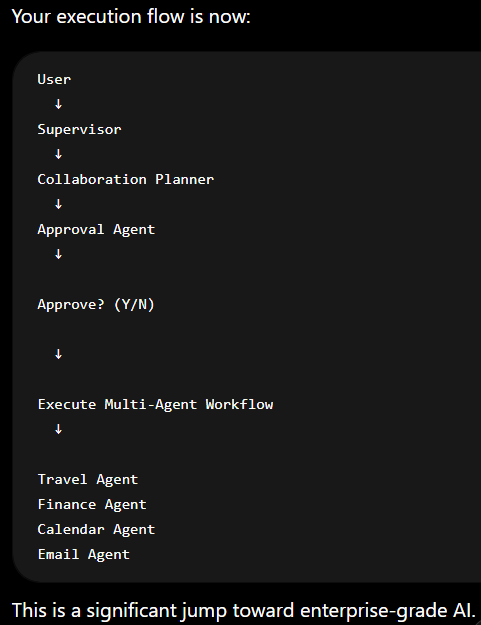 Your execution flow is now:
User
↓
Supervisor
↓
Collaboration Planner
↓
Approval Agent
↓
Approve? (Y/N)
↓
Execute Multi-Agent Workflow
↓
Travel Agent
Finance Agent
Calendar Agent
Email Agent
This is a significant jump toward enterprise-grade AI.